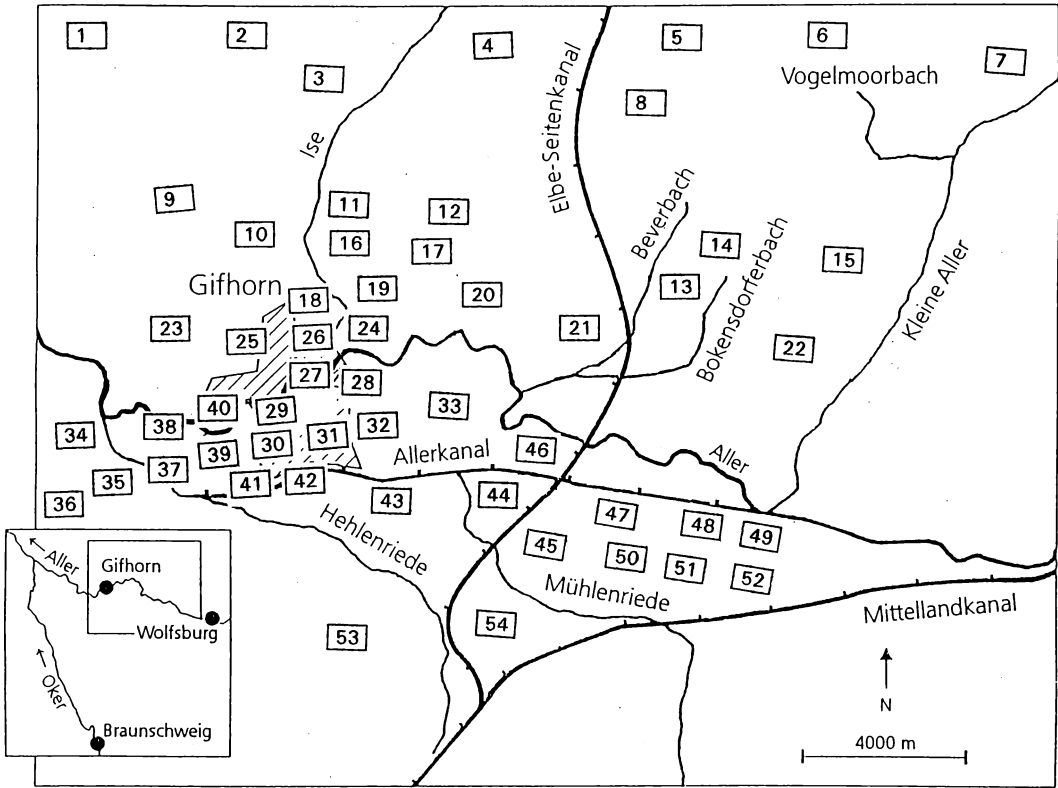 1
2
3
4
5
6
7
Vogelmoorbach
8
Elbe-Seitenkanal
Ise
9
10
11
12
16
17
Beverbach
14
13
Bokensdorferbach
15
Kleine Aller
Gifhorn
18
19
20
21
22
23
24
25
26
27
28
29
40
33
34
38
30
31
32
Allerkanal
46
Aller
35
37
39
36
41
42
43
44
Hehlenriede
47
48
49
45
50
51
52
Mühlenriede
Mittellandkanal
53
54
Aller
Gifhorn
Wolfsburg
Oker
Braunschweig
N
4000 m